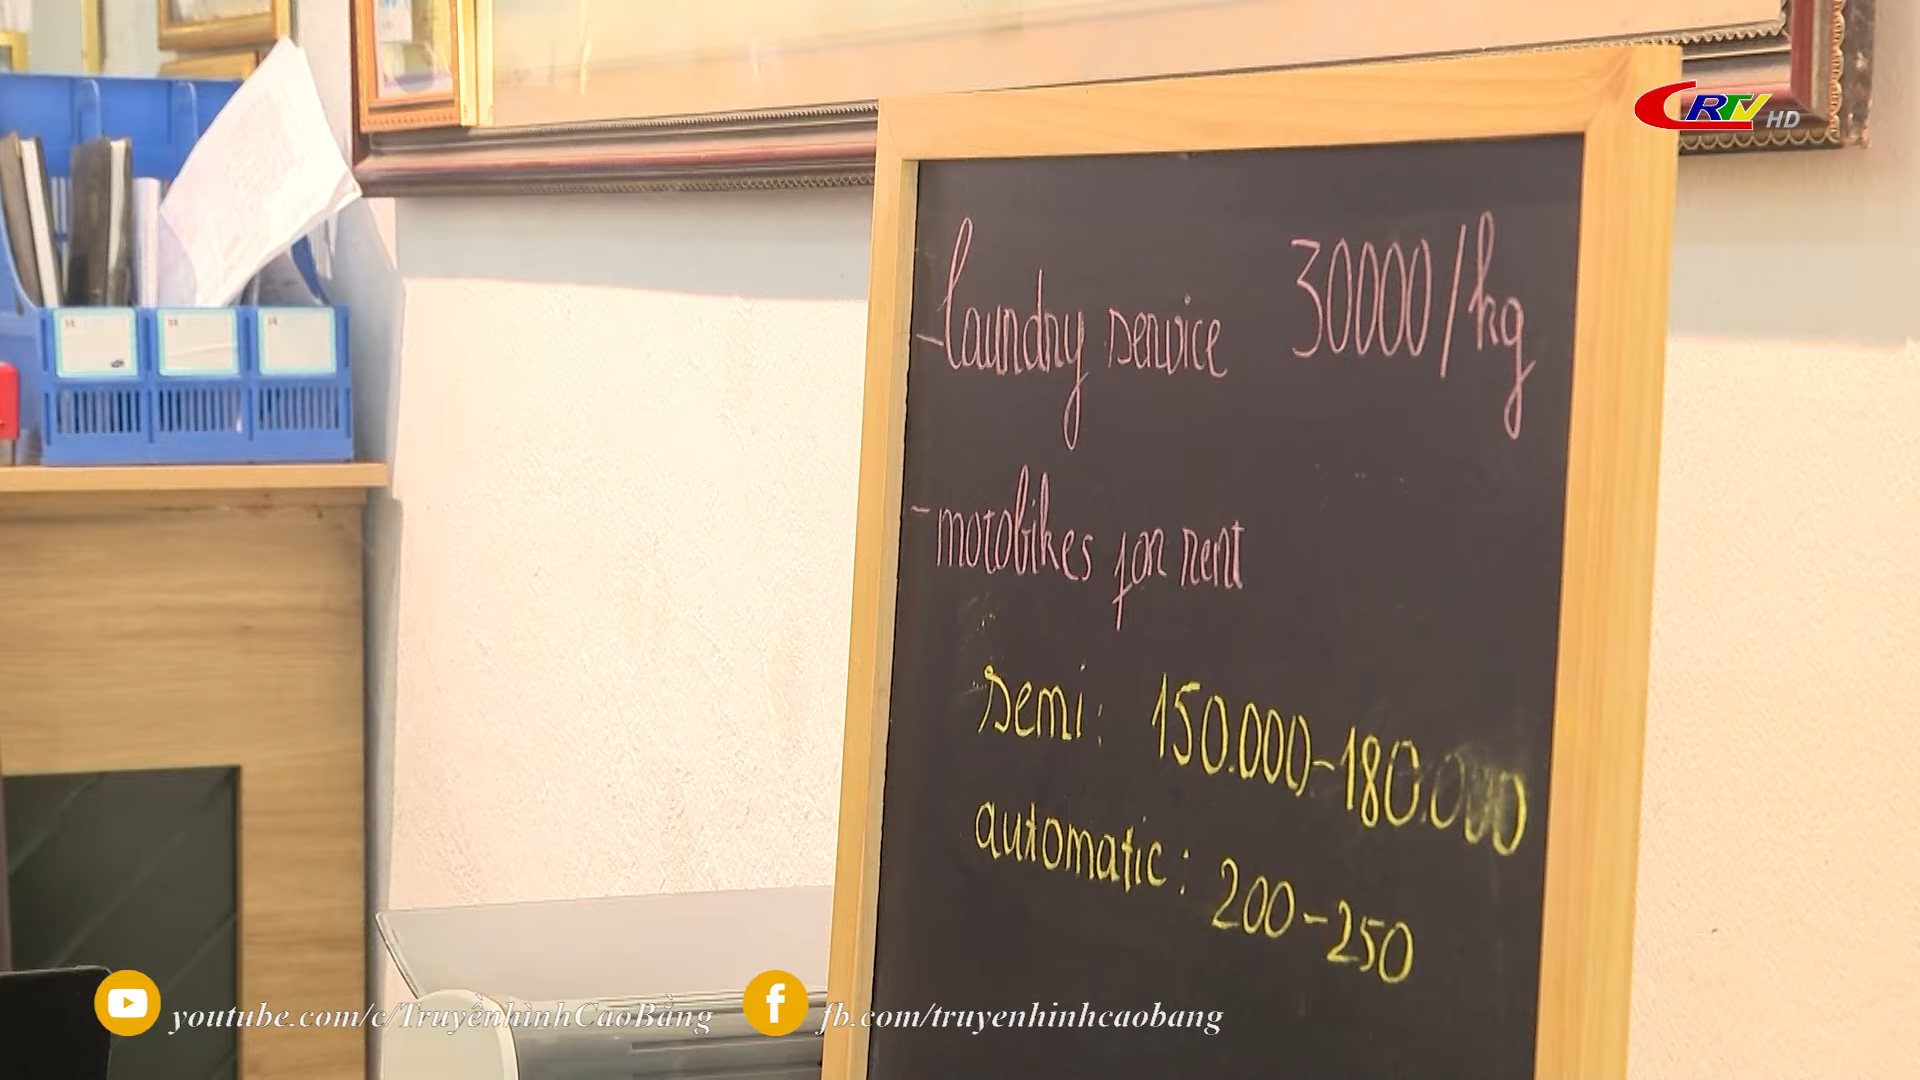 CRTV HD
- laundry service 30000/kg
- motobikes for rent
semi: 150.000-180.000
automatic: 200-250
youtube.com/c/TruyềnhìnhCaoBằng
fb.com/truyenhinhcaobang